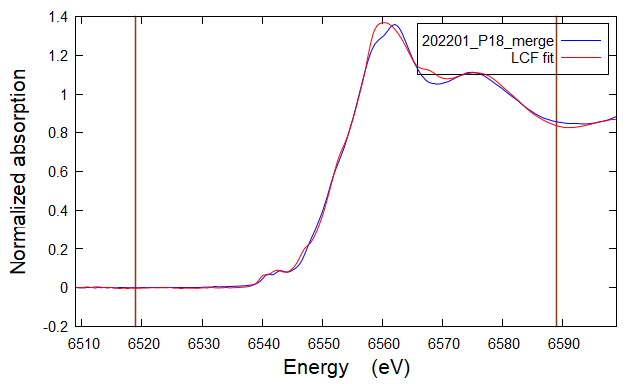 1.4
1.2
1
0.8
0.6
0.4
0.2
0
-0.2
Normalized absorption
202201_P18_merge
LCF fit
6510 6520 6530 6540 6550 6560 6570 6580 6590
Energy (eV)